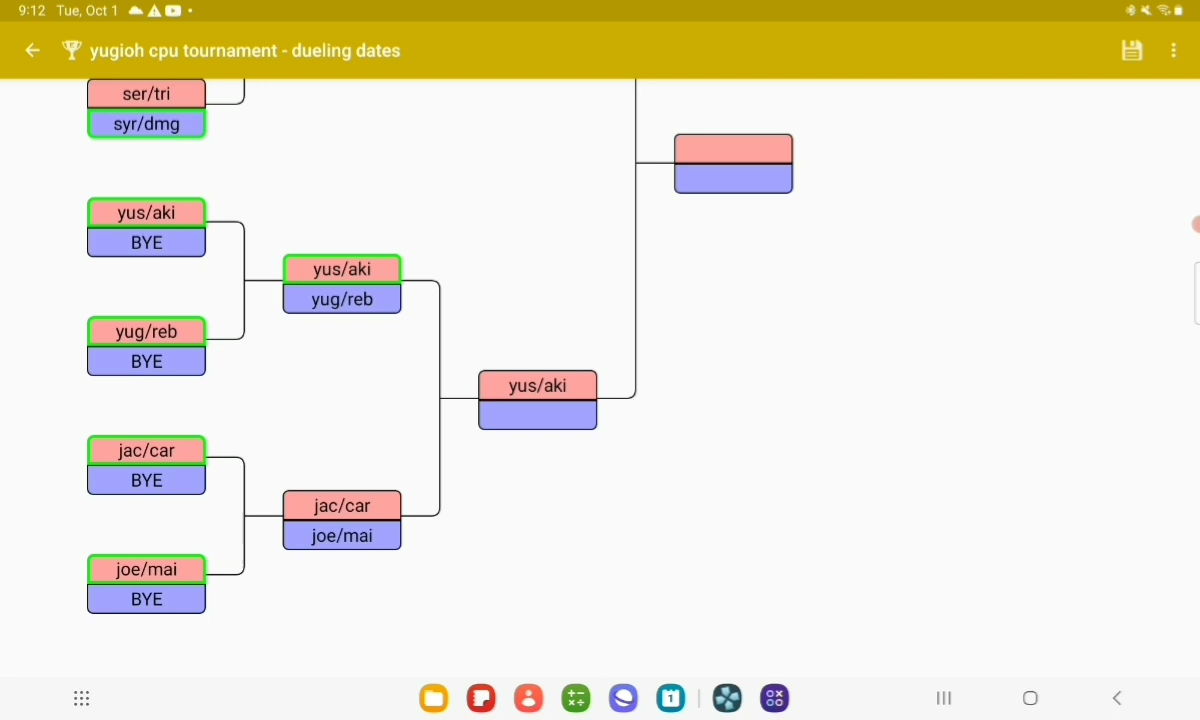 9:12 Tue, Oct 1
yugioh cpu tournament - dueling dates
ser/tri
syr/dmg
yus/aki
BYE
yus/aki
yug/reb
yug/reb
BYE
yus/aki
jac/car
BYE
jac/car
joe/mai
joe/mai
BYE
1